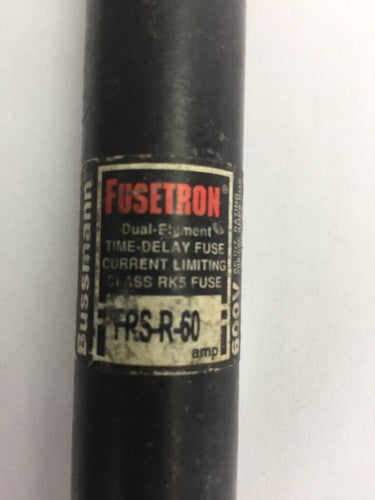 FUSETRON®
Dual-Element
TIME-DELAY FUSE
CURRENT LIMITING
CLASS RK5 FUSE
FRS-R-60
amp
Bussmann
600V